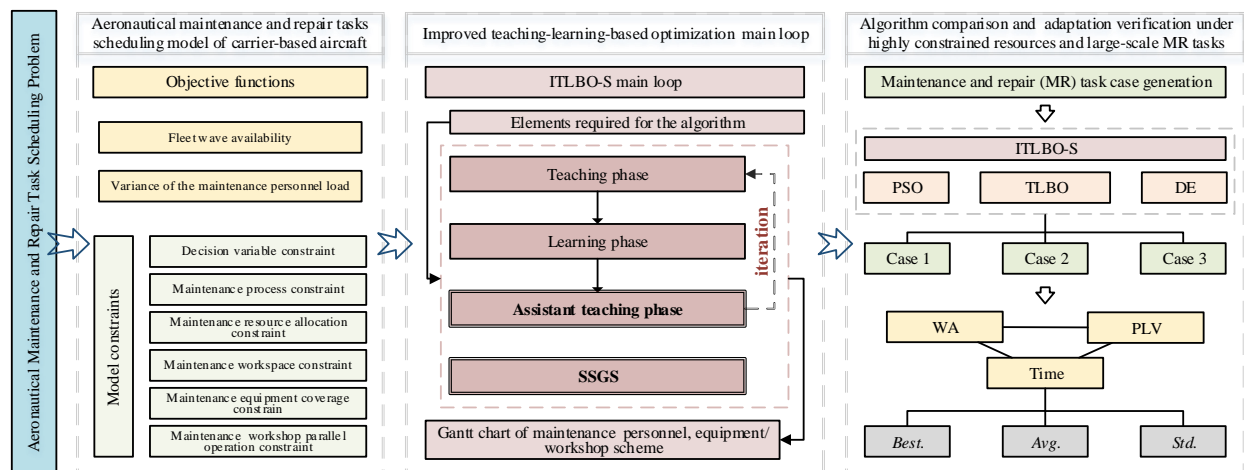 Aeronautical Maintenance and Repair Task Scheduling Problem
Aeronautical maintenance and repair tasks
scheduling model of carrier-based aircraft
Objective functions
Fleet wave availability
Variance of the maintenance personnel load
Model constraints
Decision variable constraint
Maintenance process constraint
Maintenance resource allocation
constraint
Maintenance workspace constraint
Maintenance equipment coverage
constrain
Maintenance workshop parallel
operation constraint
Improved teaching-learning-based optimization main loop
ITLBO-S main loop
Elements required for the algorithm
Teaching phase
Learning phase
iteration
Assistant teaching phase
SSGS
Gantt chart of maintenance personnel, equipment/
workshop scheme
Algorithm comparison and adaptation verification under
highly constrained resources and large-scale MR tasks
Maintenance and repair (MR) task case generation
ITLBO-S
PSO
TLBO
DE
Case 1
Case 2
Case 3
WA
PLV
Time
Best.
Avg.
Std.